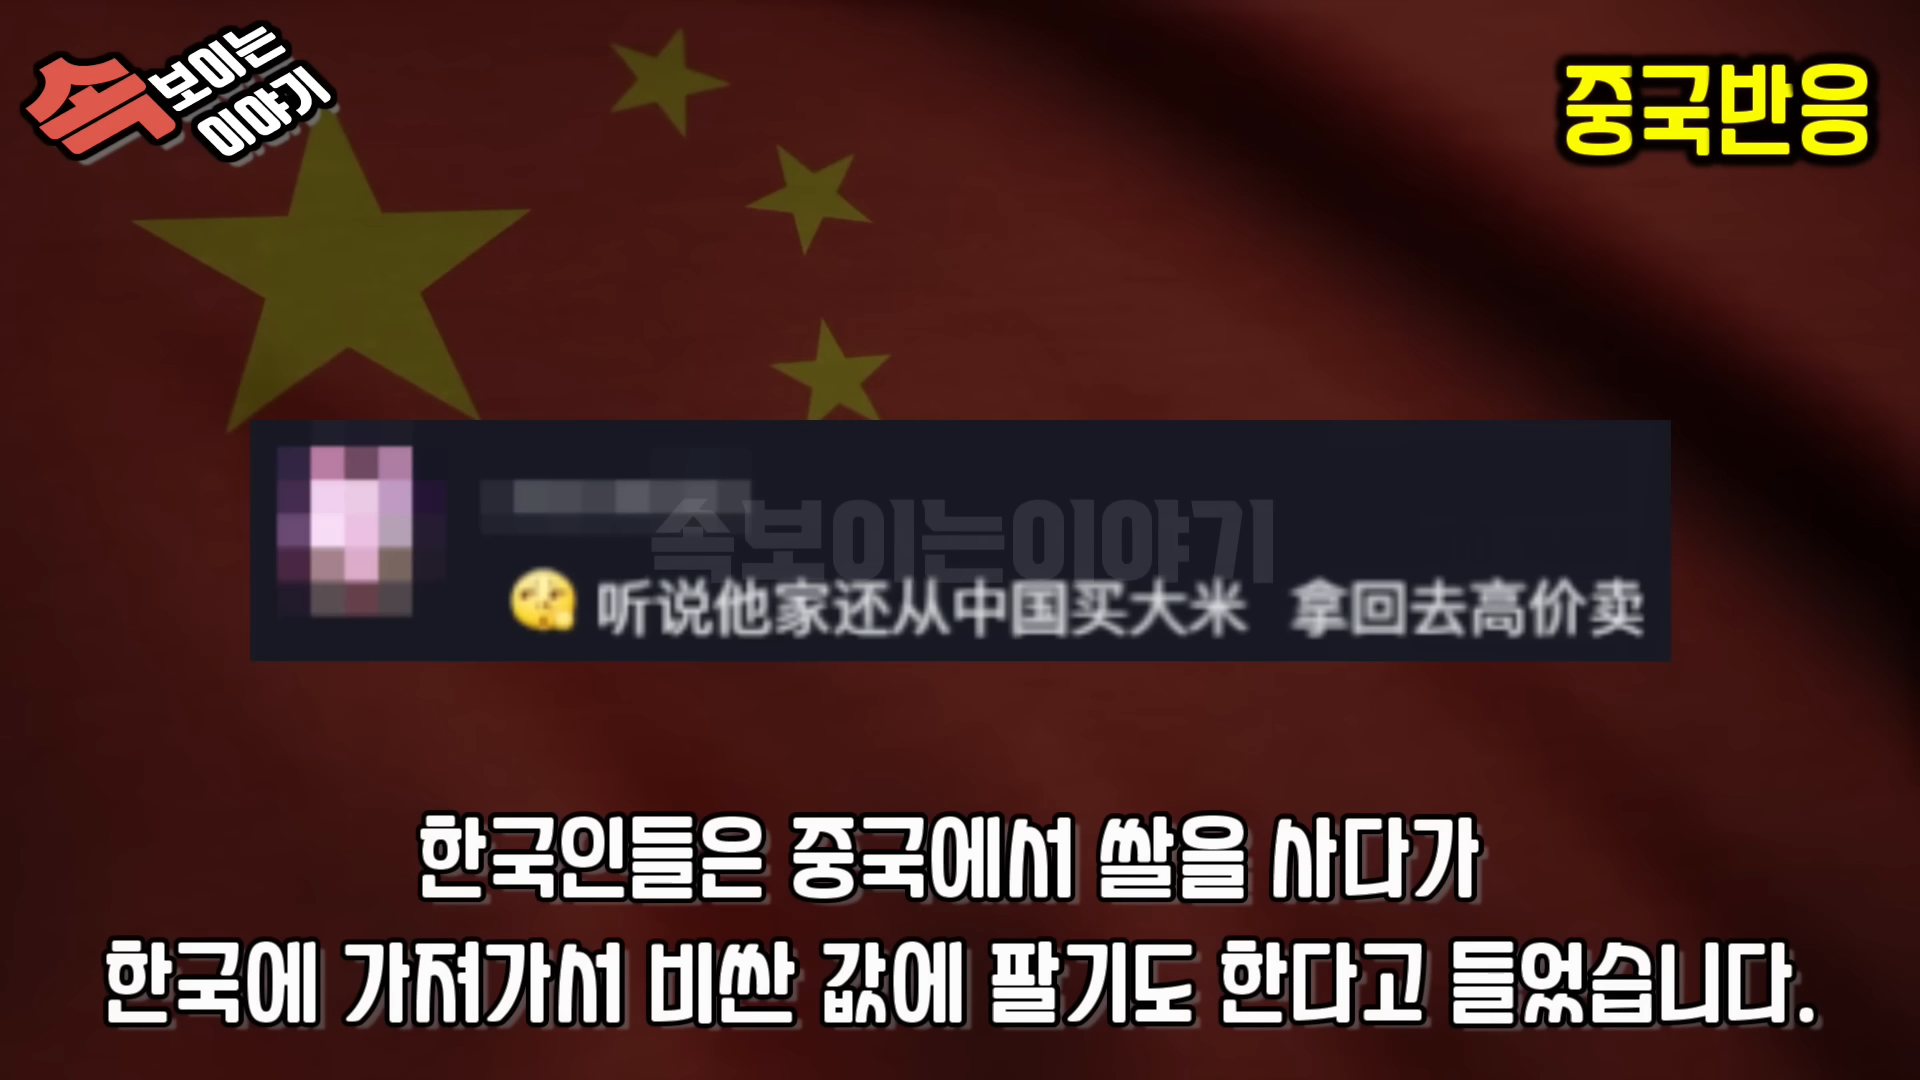 속보이는
이야기
중국반응
속보이는이야기
听说他家还从中国买大米 拿回去高价卖
한국인들은 중국에서 쌀을 사다가
한국에 가져가서 비싼 값에 팔기도 한다고 들었습니다.